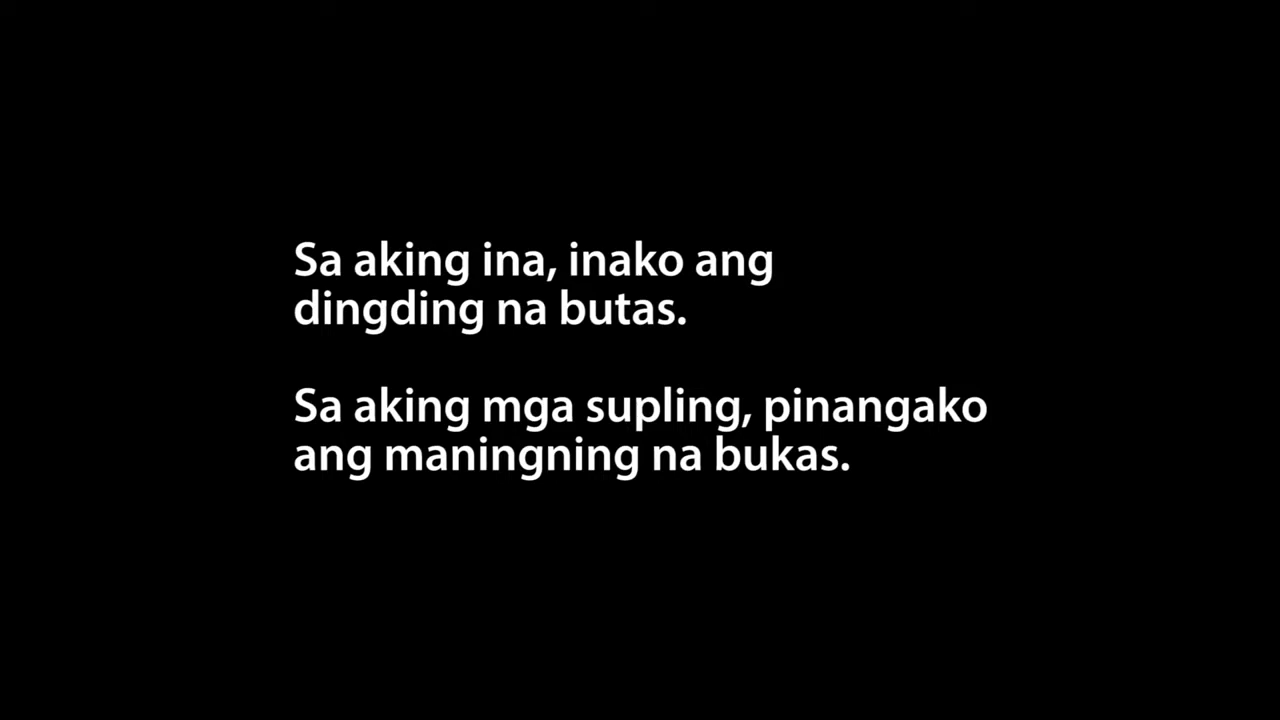 Sa aking ina, inako ang
dingding na butas.
Sa aking mga supling, pinangako
ang maningning na bukas.